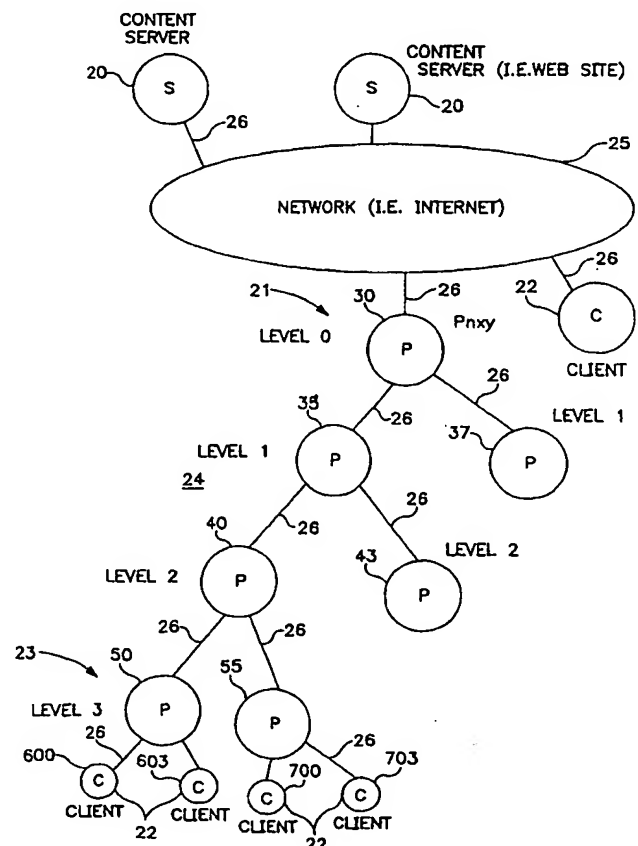 CONTENT
SERVER
20
S
CONTENT
SERVER (I.E.WEB SITE)
S
20
26
25
NETWORK (I.E. INTERNET)
26
21
30
26
22
C
CLIENT
Pnxy
LEVEL 0
P
26
35
26
LEVEL 1
37
LEVEL 1
P
P
24
26
26
40
LEVEL 2
LEVEL 2
43
P
P
26
26
23
50
55
LEVEL 3
P
P
26
26
600
603
700
703
C
C
C
C
CLIENT
CLIENT
CLIENT
CLIENT
22
22